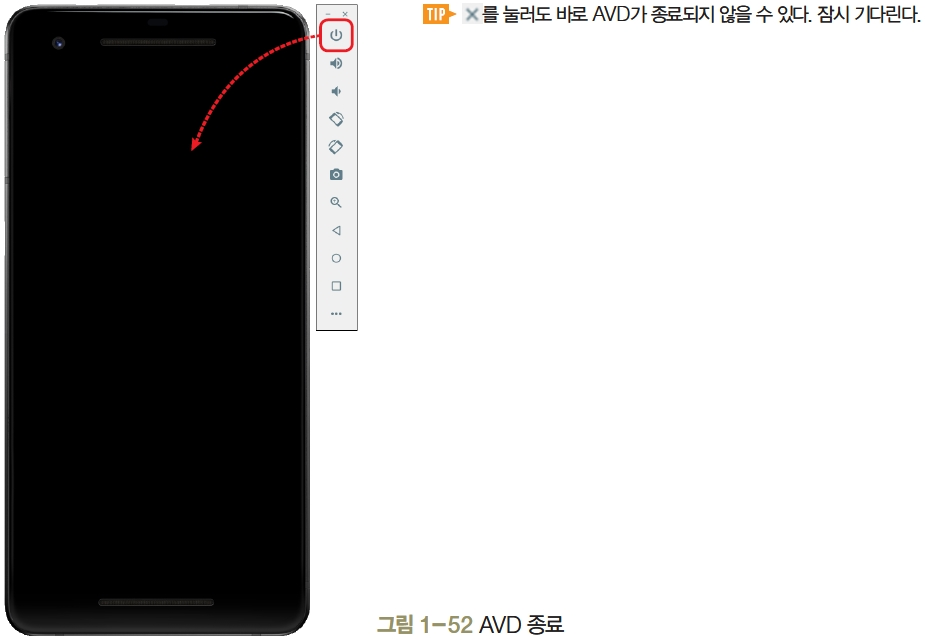 TIP ×를 눌러도 바로 AVD가 종료되지 않을 수 있다. 잠시 기다린다.
그림 1-52 AVD 종료